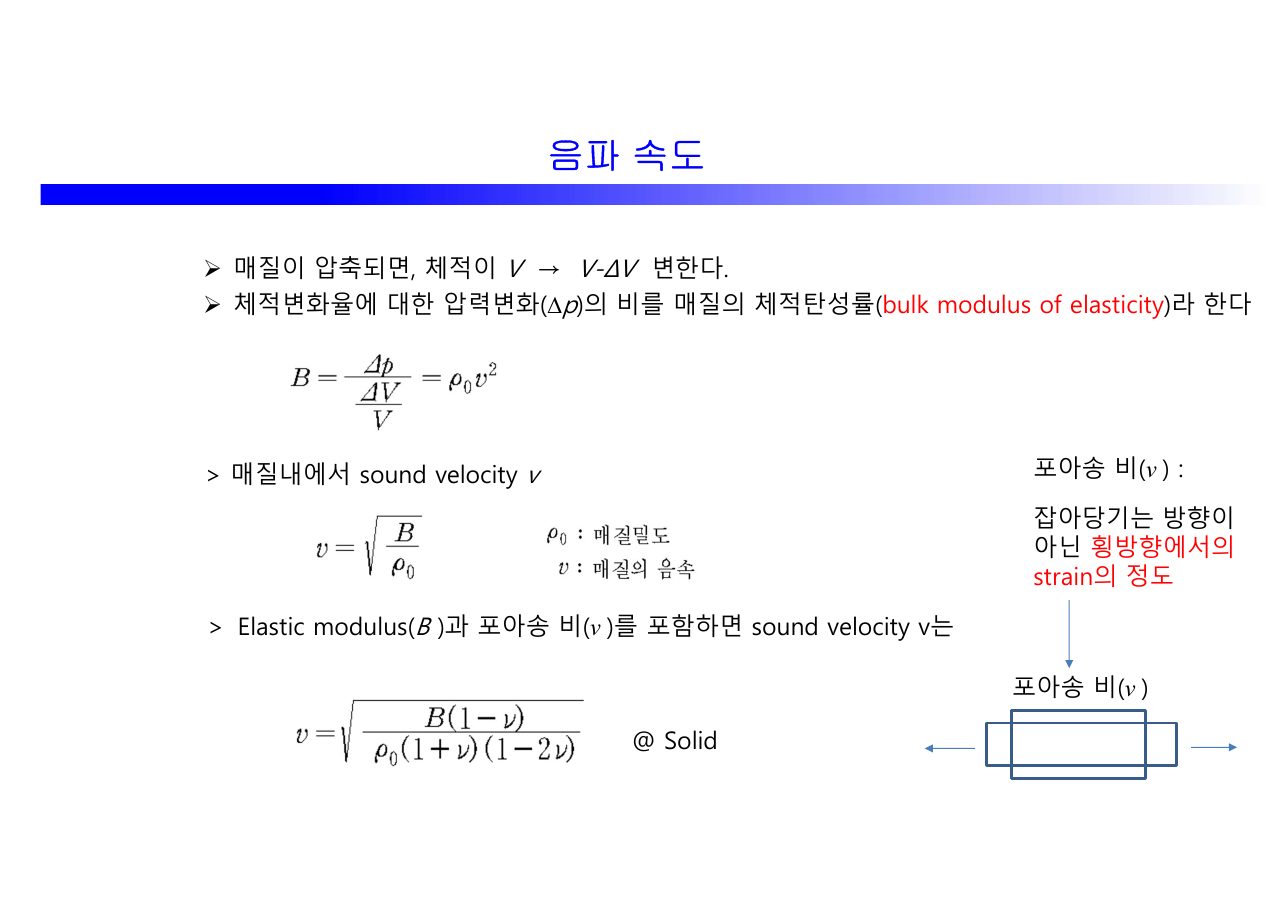 음파 속도
➢ 매질이 압축되면, 체적이 V → V-ΔV 변한다.
➢ 체적변화율에 대한 압력변화(Δp)의 비를 매질의 체적탄성률(bulk modulus of elasticity)라 한다
B = Δp / (ΔV / V) = ρ₀v²
> 매질내에서 sound velocity v
v = √(B / ρ₀)
ρ₀ : 매질밀도
v : 매질의 음속
> Elastic modulus(B )과 포아송 비(ν )를 포함하면 sound velocity v는
v = √(B(1-ν) / ρ₀(1+ν)(1-2ν))
@ Solid
포아송 비(ν ) :
잡아당기는 방향이
아닌 횡방향에서의
strain의 정도
포아송 비(ν )